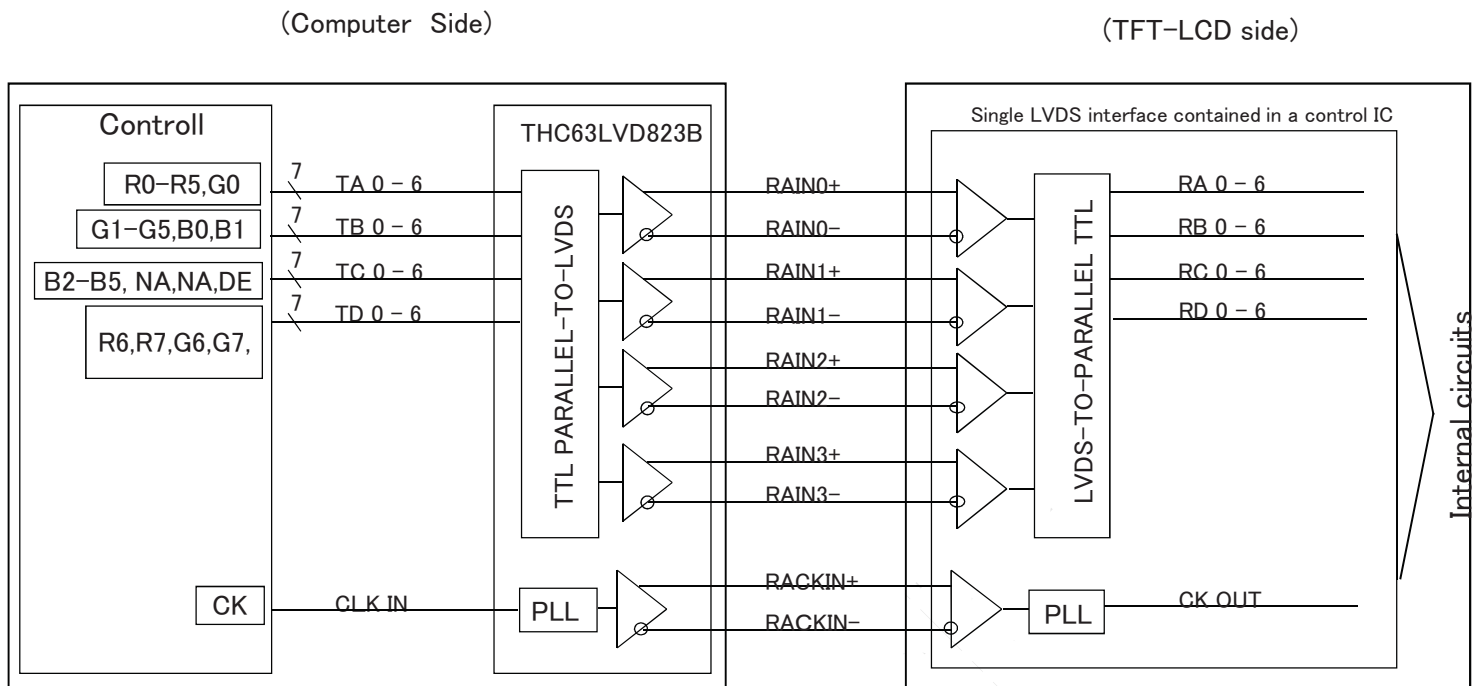 (Computer Side)
(TFT-LCD side)
Controll
THC63LVD823B
Single LVDS interface contained in a control IC
R0-R5,G0
7
TA 0 - 6
RAIN0+
RA 0 - 6
G1-G5,B0,B1
7
TB 0 - 6
RAIN0-
RB 0 - 6
B2-B5, NA,NA,DE
7
TC 0 - 6
RAIN1+
RC 0 - 6
R6,R7,G6,G7,
7
TD 0 - 6
RAIN1-
RD 0 - 6
RAIN2+
RAIN2-
RAIN3+
RAIN3-
TTL PARALLEL-TO-LVDS
LVDS-TO-PARALLEL TTL
Internal circuits
CK
CLK IN
PLL
RACKIN+
RACKIN-
PLL
CK OUT